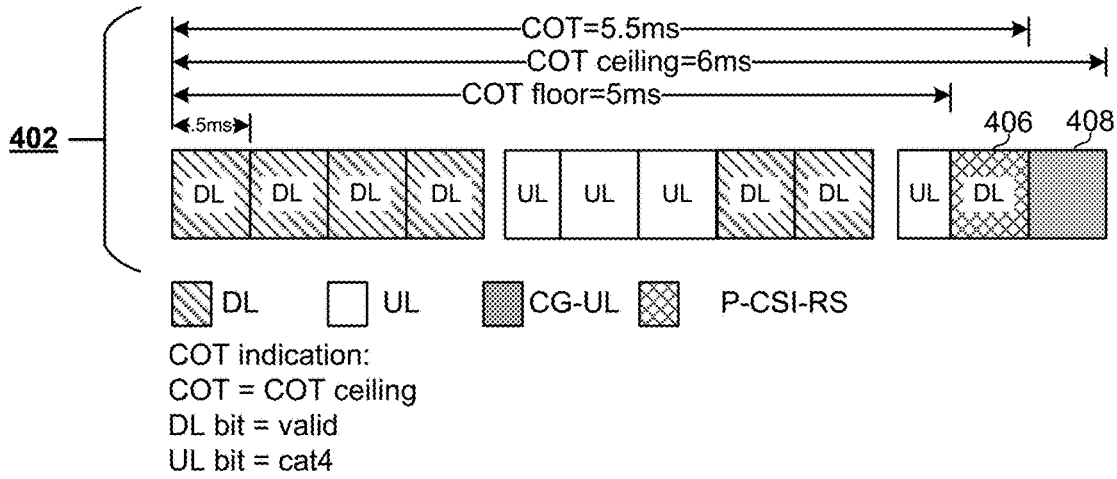 COT=5.5ms
COT ceiling=6ms
COT floor=5ms
.5ms
406
408
402
DL DL DL DL UL UL UL DL DL UL DL
DL UL CG-UL P-CSI-RS
COT indication:
COT = COT ceiling
DL bit = valid
UL bit = cat4